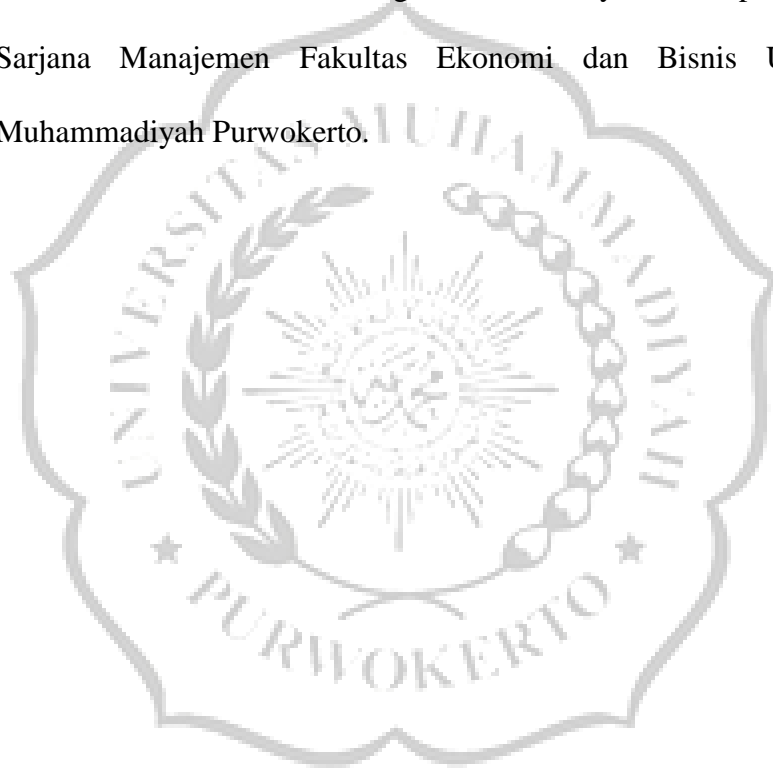 Sarjana Manajemen Fakultas Ekonomi dan Bisnis U
Muhammadiyah Purwokerto.
UNIVERSITAS MUHAMMADIYAH
PURWOKERTO